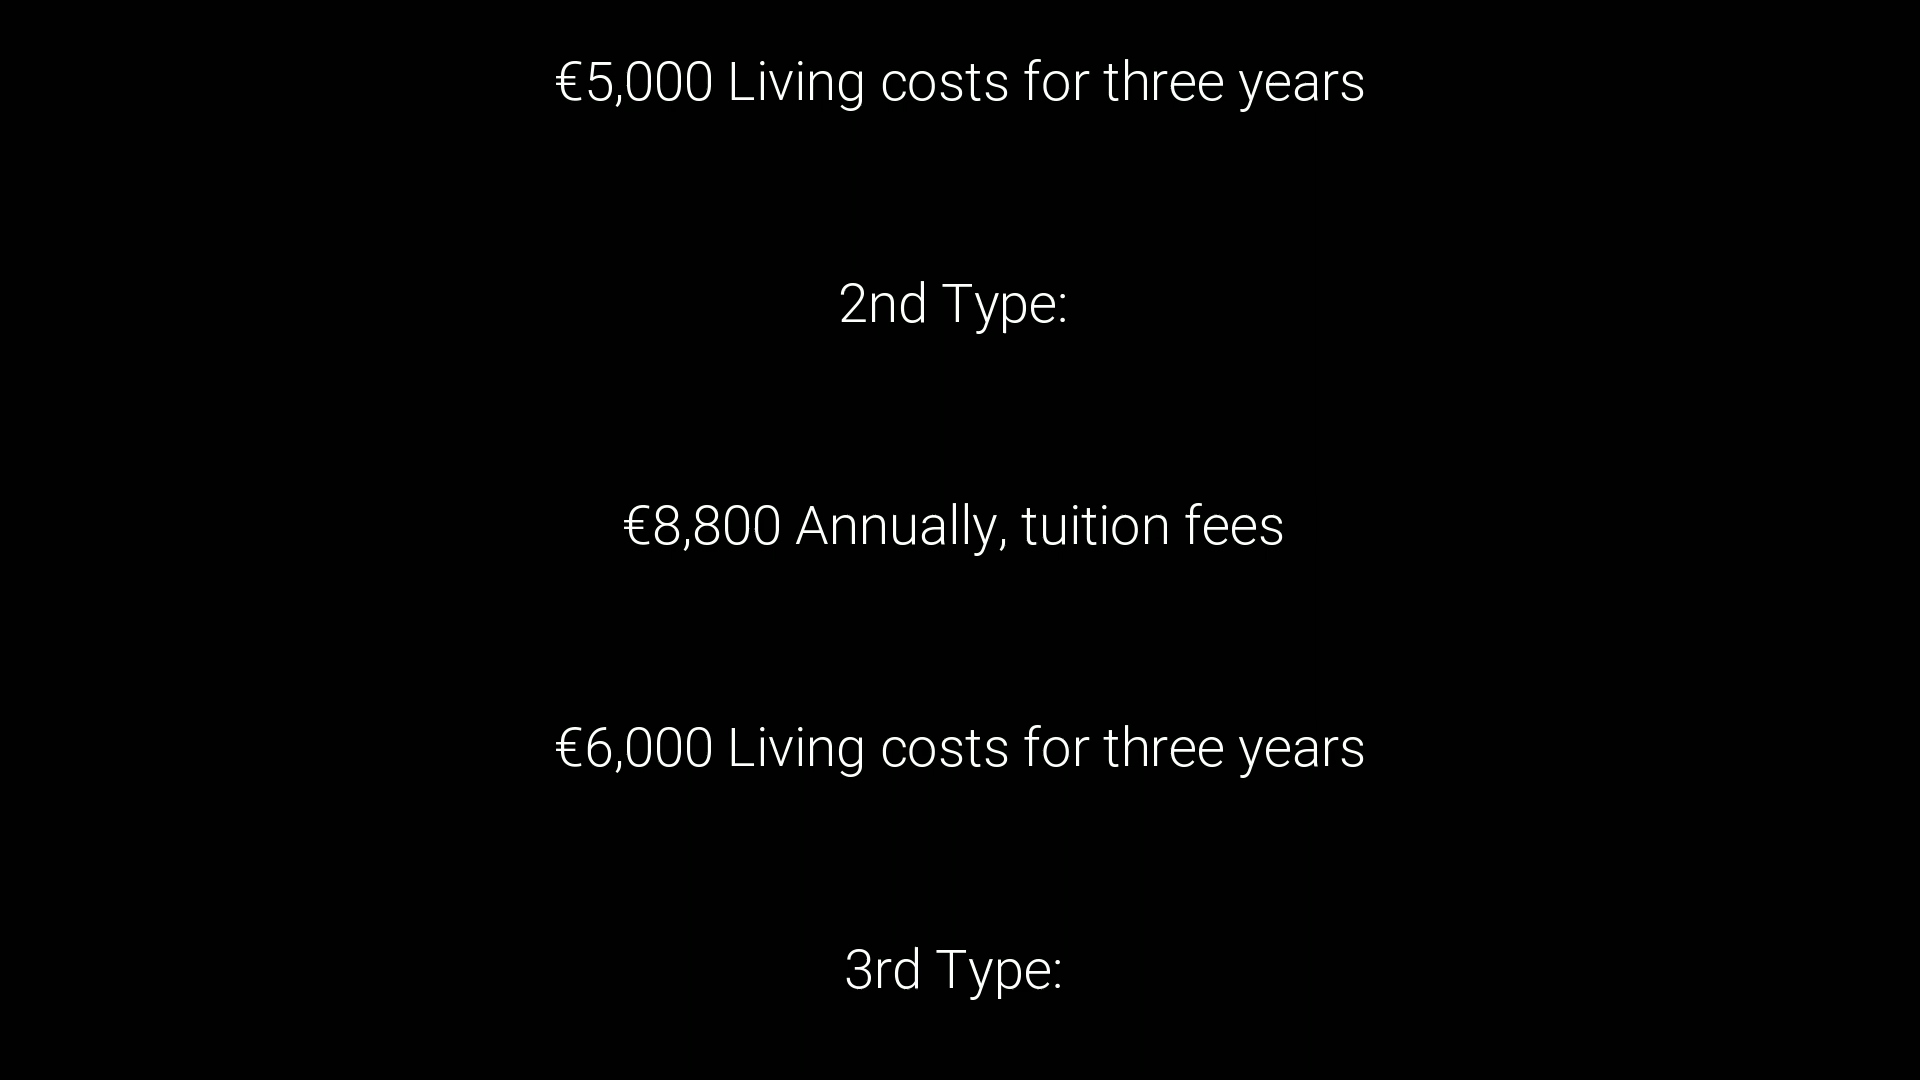 €5,000 Living costs for three years
2nd Type:
€8,800 Annually, tuition fees
€6,000 Living costs for three years
3rd Type: